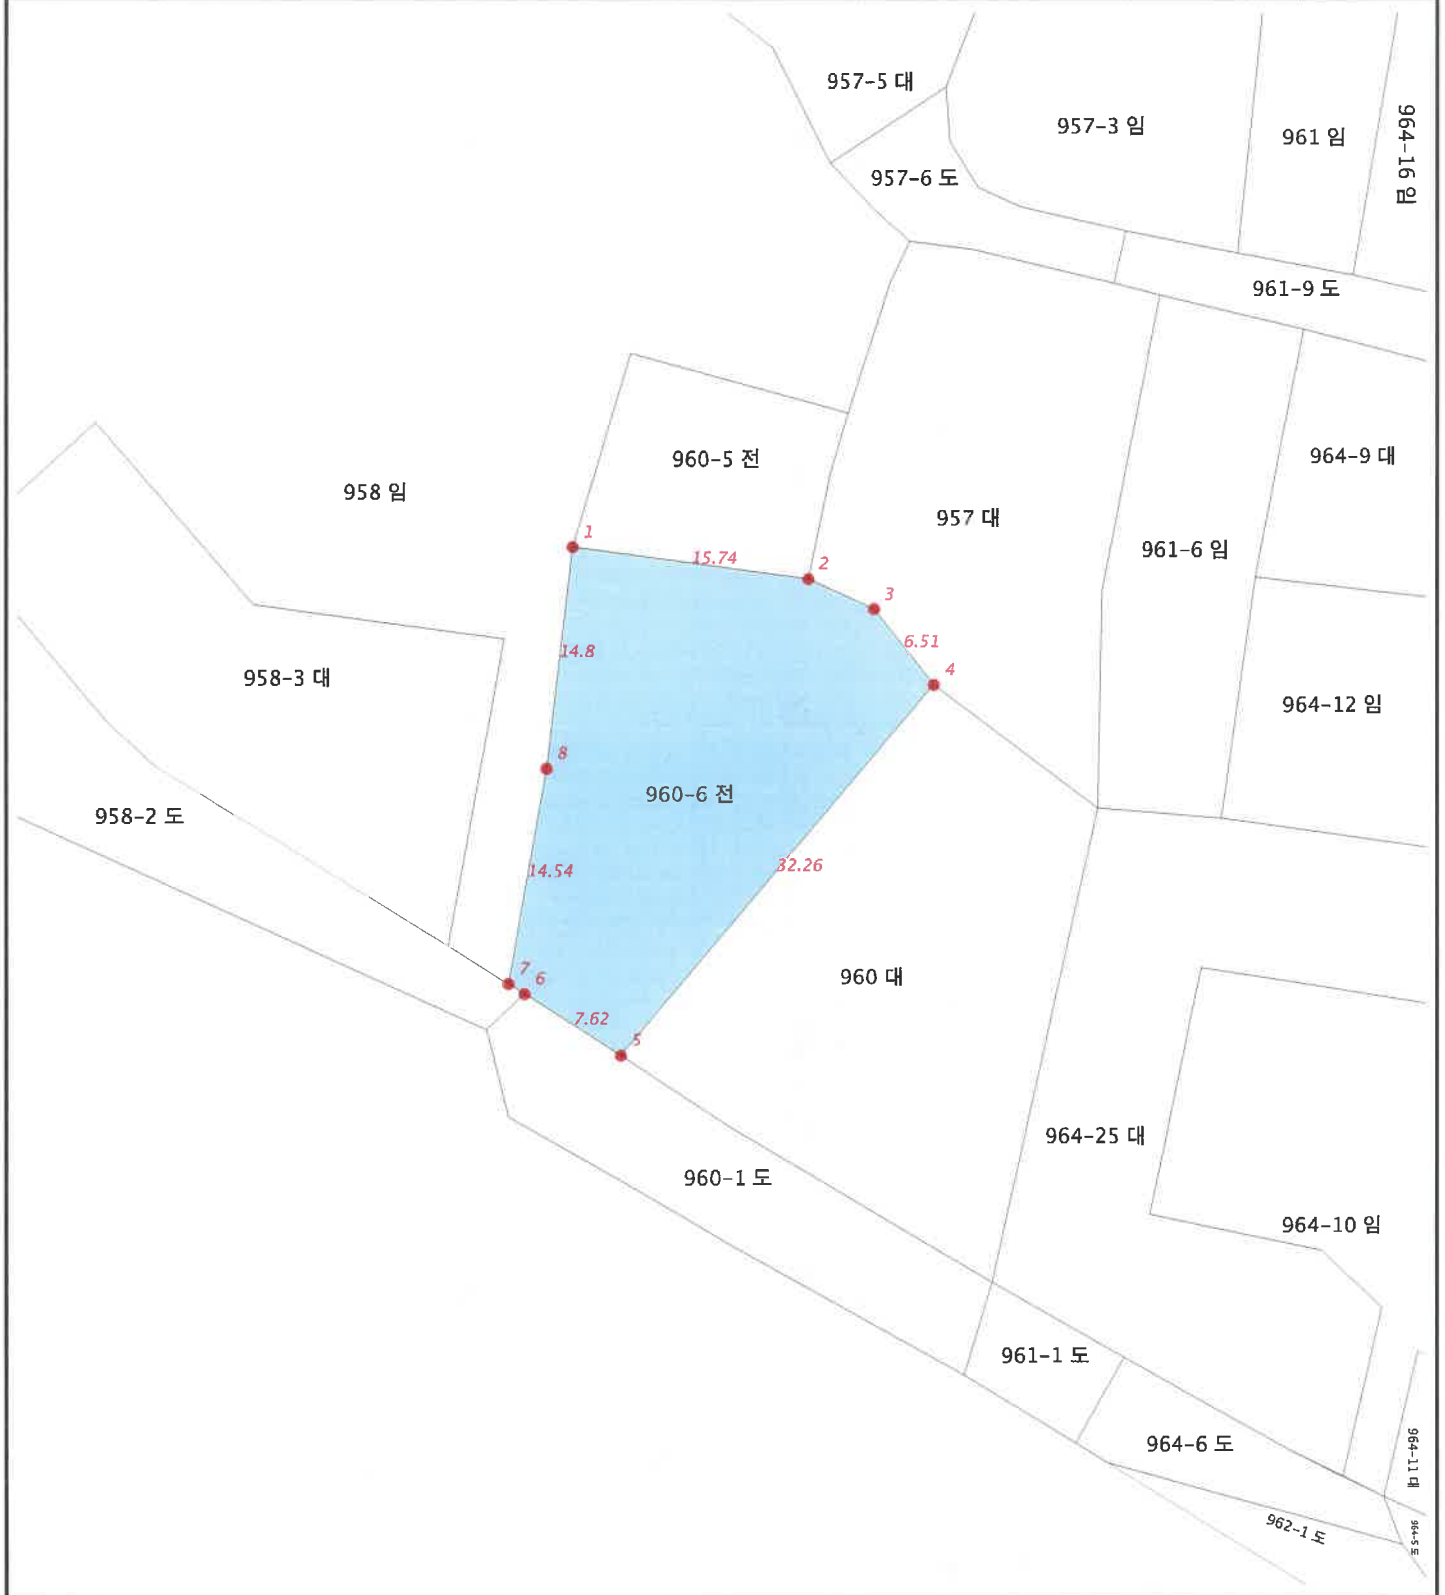 957-5 대
957-3 임
961 임
964-16 임
957-6 도
961-9 도
960-5 전
964-9 대
958 임
957 대
961-6 임
1
15.74
2
3
6.51
4
14.8
958-3 대
964-12 임
8
960-6 전
958-2 도
14.54
32.26
7
6
960 대
7.62
5
964-25 대
960-1 도
964-10 임
961-1 도
964-6 도
964-11 대
962-1 도
964-5 도